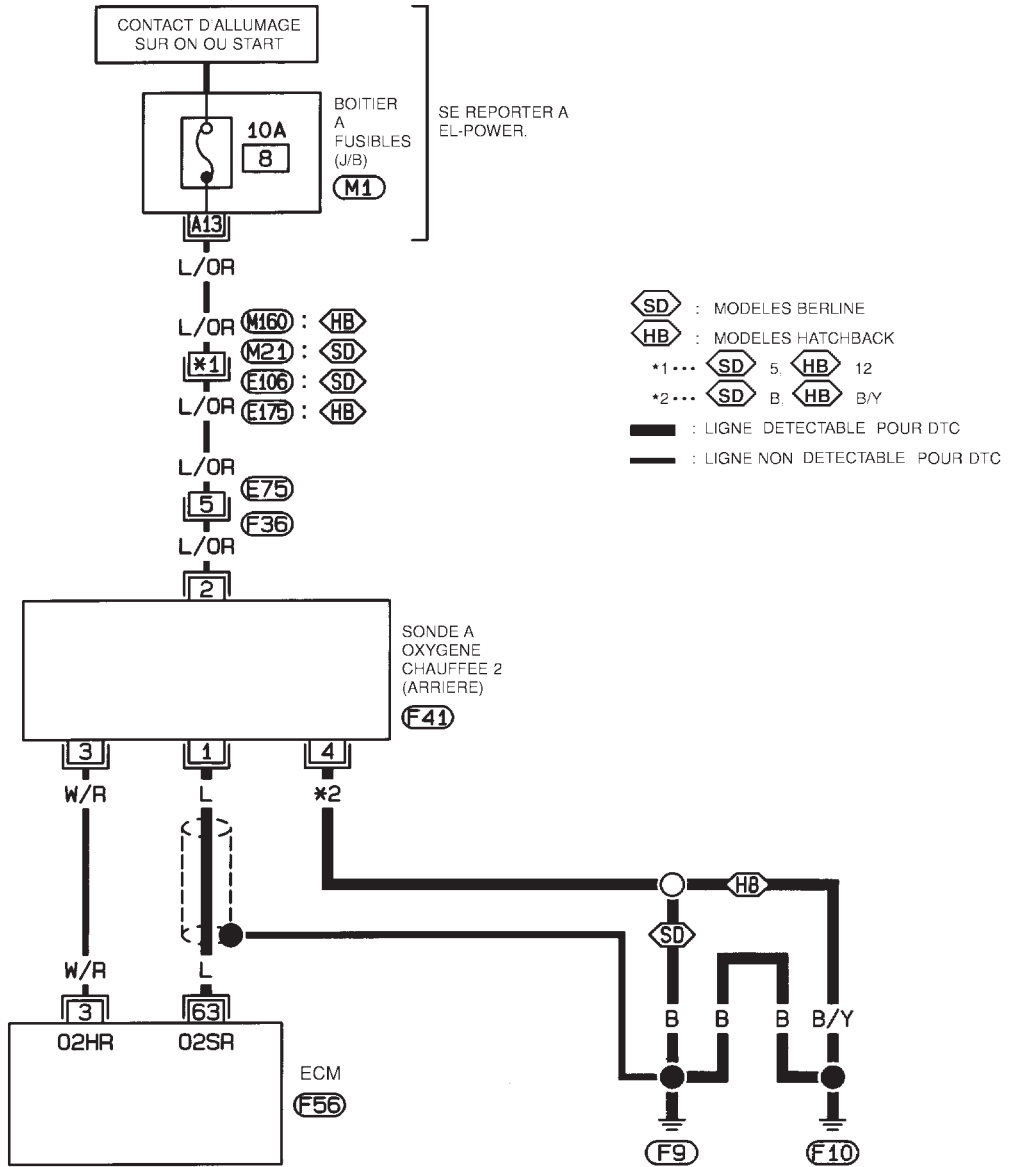 CONTACT D'ALLUMAGE
SUR ON OU START
BOITIER
A
FUSIBLES
(J/B)
M1
10A
8
SE REPORTER A
EL-POWER.
A13
L/OR
L/OR
M160 : HB
M21 : SD
*1
E106 : SD
L/OR
E175 : HB
SD : MODELES BERLINE
HB : MODELES HATCHBACK
*1··· SD 5, HB 12
*2··· SD B, HB B/Y
: LIGNE DETECTABLE POUR DTC
: LIGNE NON DETECTABLE POUR DTC
L/OR
E75
5
F36
L/OR
2
SONDE A
OXYGENE
CHAUFFEE 2
(ARRIERE)
F41
3 1 4
W/R L *2
HB
SD
W/R L
3 63
B B B B/Y
O2HR O2SR
ECM
F56
F9 F10